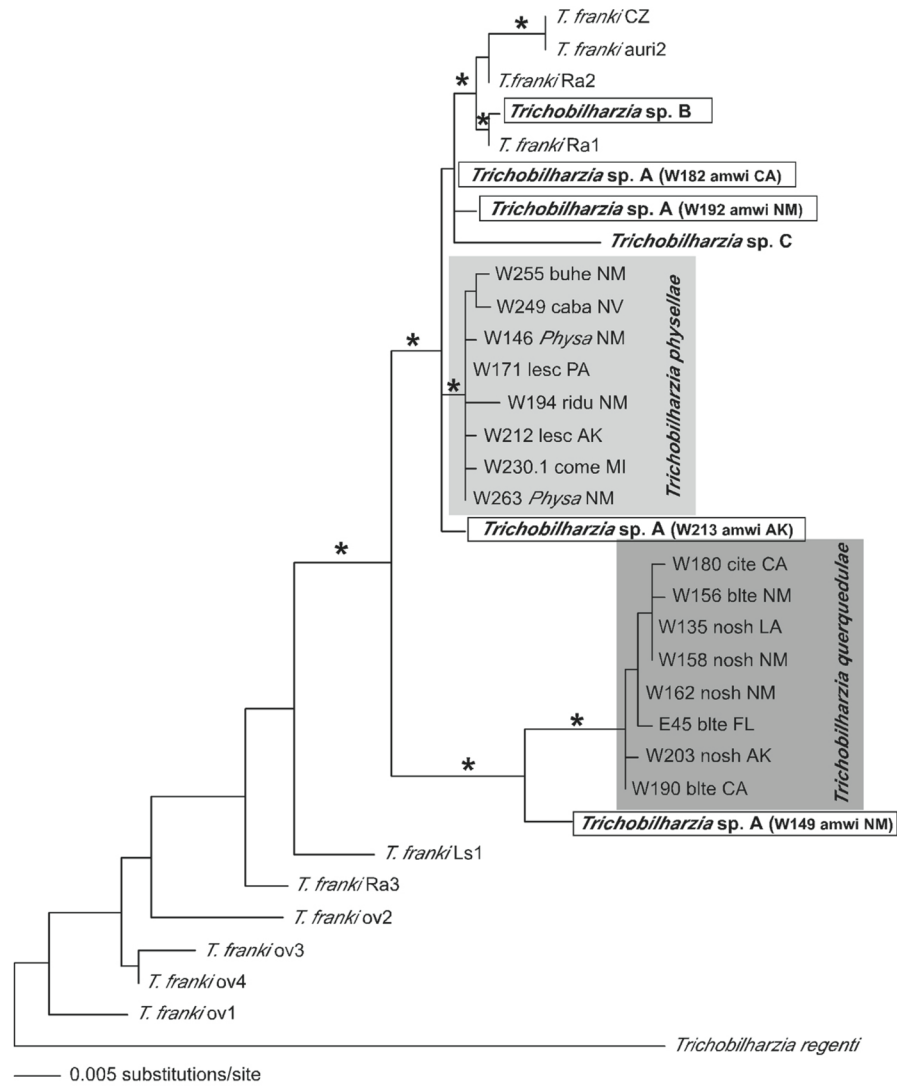 T. franki CZ
T. franki auri2
T.franki Ra2
Trichobilharzia sp. B
T. franki Ra1
Trichobilharzia sp. A (W182 amwi CA)
Trichobilharzia sp. A (W192 amwi NM)
Trichobilharzia sp. C
W255 buhe NM
W249 caba NV
W146 Physa NM
W171 lesc PA
W194 ridu NM
W212 lesc AK
W230.1 come MI
W263 Physa NM
Trichobilharzia physellae
Trichobilharzia sp. A (W213 amwi AK)
W180 cite CA
W156 blte NM
W135 nosh LA
W158 nosh NM
W162 nosh NM
E45 blte FL
W203 nosh AK
W190 blte CA
Trichobilharzia querquedulae
Trichobilharzia sp. A (W149 amwi NM)
T. franki Ls1
T. franki Ra3
T. franki ov2
T. franki ov3
T. franki ov4
T. franki ov1
Trichobilharzia regenti
0.005 substitutions/site